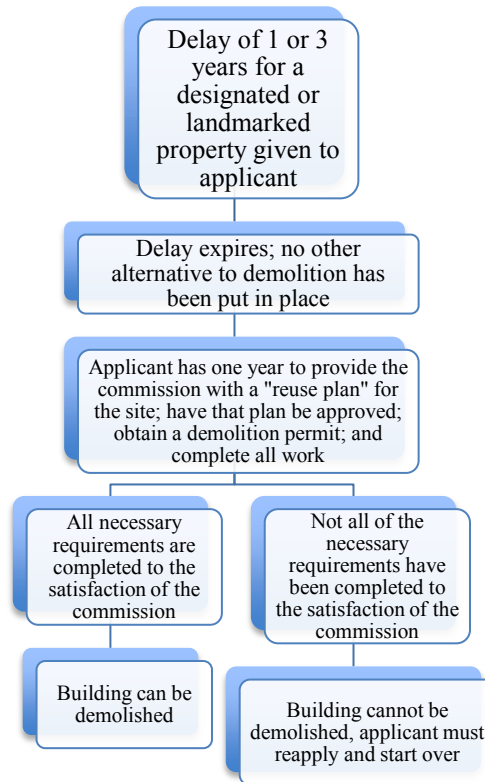 Delay of 1 or 3
years for a
designated or
landmarked
property given to
applicant
Delay expires; no other
alternative to demolition has
been put in place
Applicant has one year to provide the
commission with a "reuse plan" for
the site; have that plan be approved;
obtain a demolition permit; and
complete all work
All necessary
requirements are
completed to the
satisfaction of the
commission
Not all of the
necessary
requirements have
been completed to
the satisfaction of the
commission
Building can be
demolished
Building cannot be
demolished, applicant must
reapply and start over